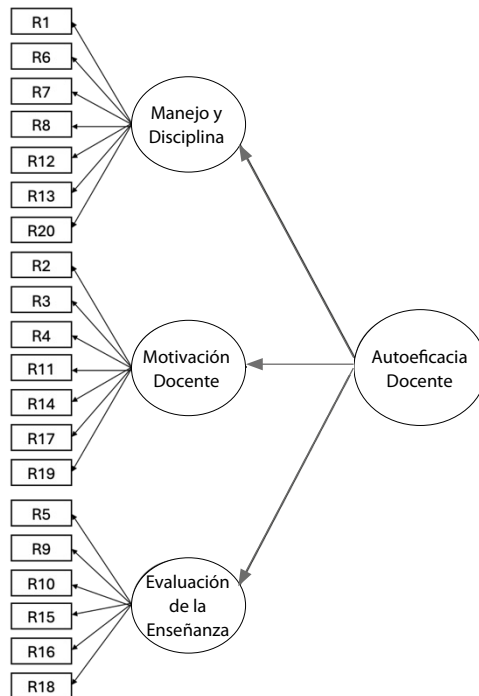 R1
R6
R7
R8
R12
R13
R20
Manejo y
Disciplina
R2
R3
R4
R11
R14
R17
R19
Motivación
Docente
R5
R9
R10
R15
R16
R18
Evaluación
de la
Enseñanza
Autoeficacia
Docente